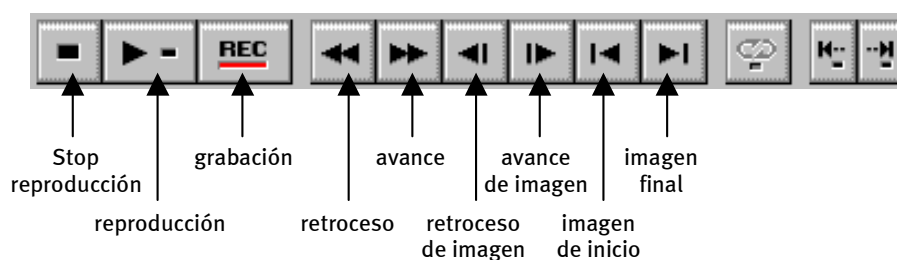 REC
Stop
reproducción
grabación
avance
avance
de imagen
imagen
final
reproducción
retroceso
retroceso
de imagen
imagen
de inicio